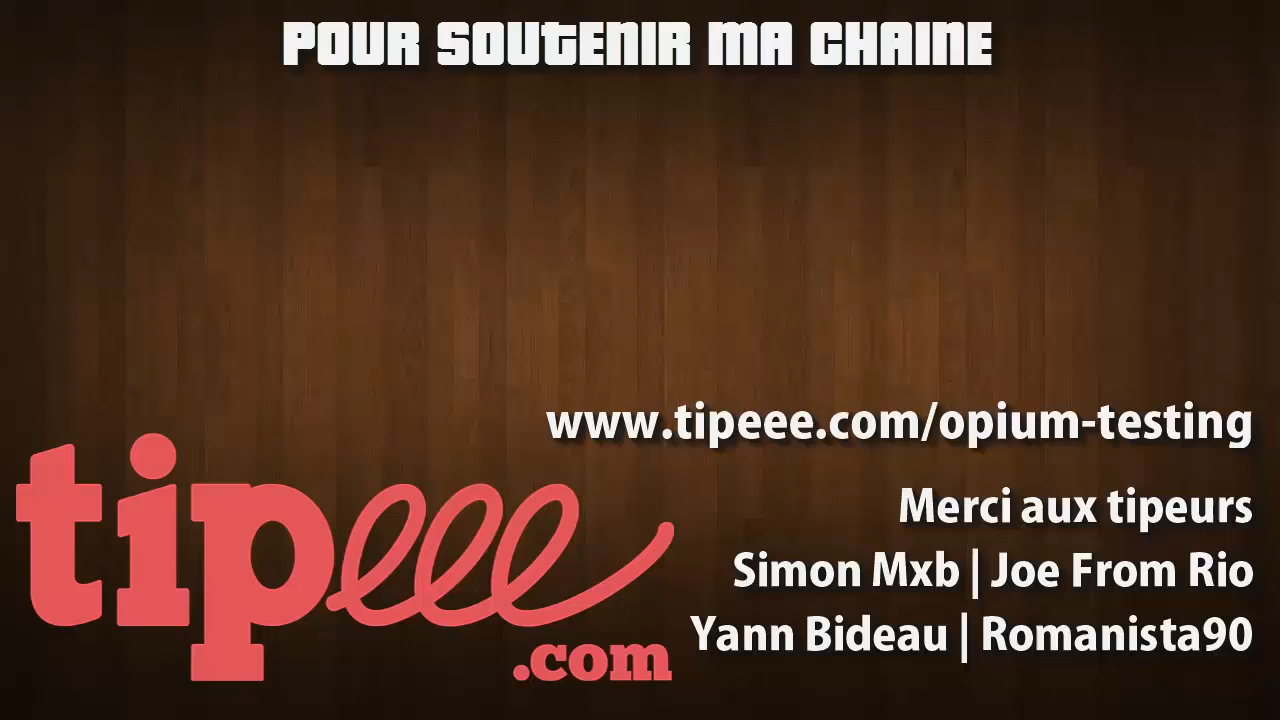 POUR SOUTENIR MA CHAINE
www.tipeee.com/opium-testing
Merci aux tipeurs
Simon Mxb | Joe From Rio
Yann Bideau | Romanista90
tipeee
.com